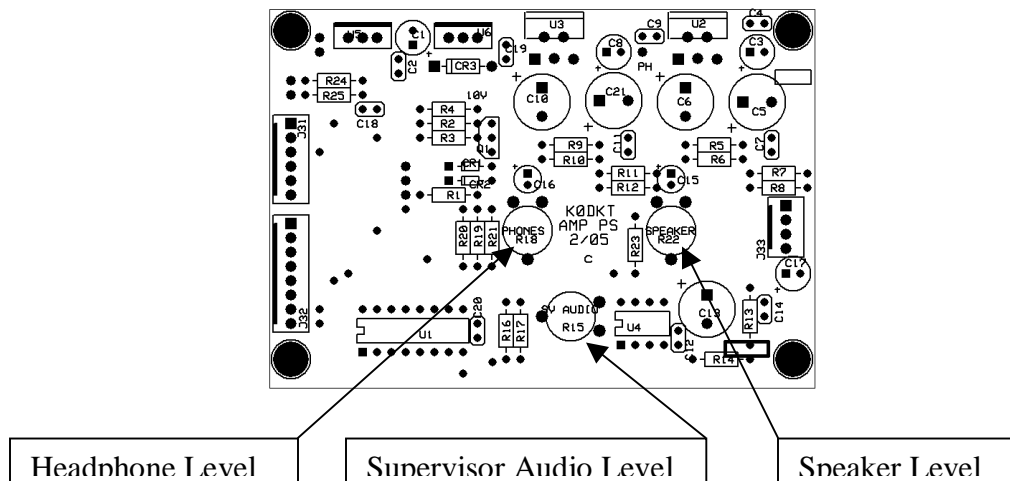 U5
C1
U6
U3
C9
U2
C4
C3
C8
C19
C2
CR3
PH
R24
R25
C18
10V
R4
R2
R3
Q1
C10
C21
C6
C5
J31
R9
R10
C11
R5
R6
C7
CR1
CR2
R1
C16
R11
R12
C15
R7
R8
K0DKT
AMP PS
2/05
C
PHONES
R18
SPEAKER
R22
R20
R19
R21
R23
J33
C17
J32
U1
C20
R16
R17
SV AUDIO
R15
U4
C12
C13
R13
C14
R14
Headphone Level
Supervisor Audio Level
Speaker Level